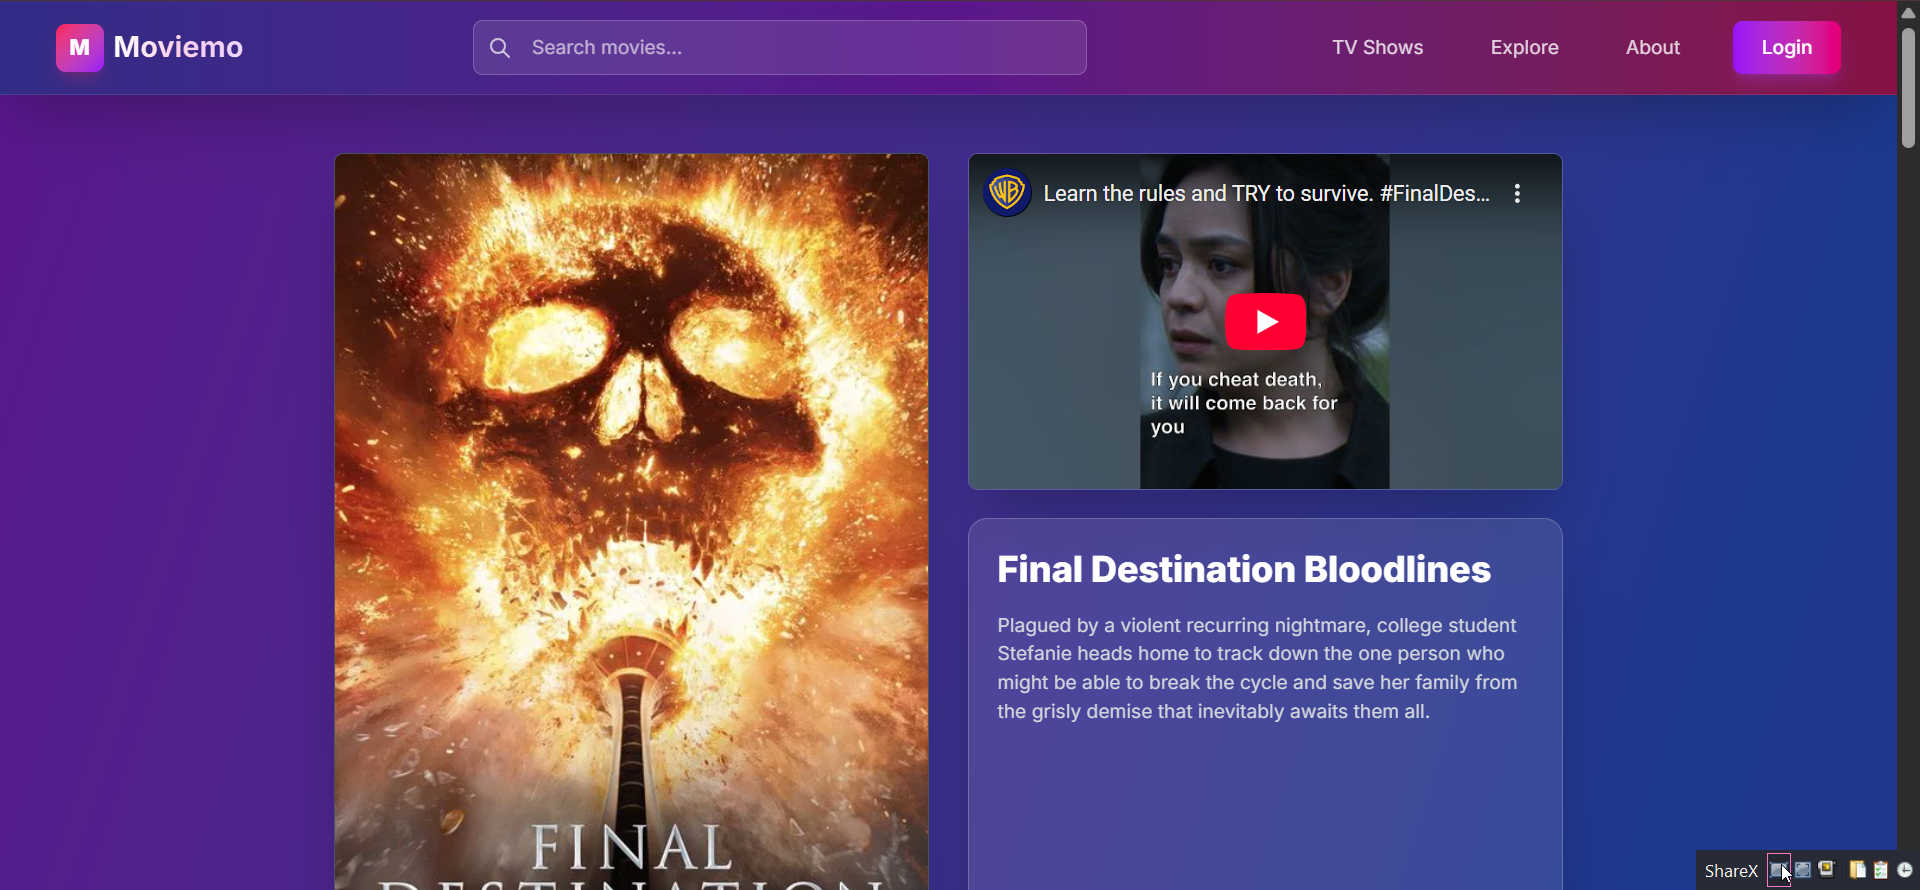 M Moviemo
Search movies...
TV Shows
Explore
About
Login
WB
Learn the rules and TRY to survive. #FinalDes...
If you cheat death,
it will come back for
you
Final Destination Bloodlines
Plagued by a violent recurring nightmare, college student
Stefanie heads home to track down the one person who
might be able to break the cycle and save her family from
the grisly demise that inevitably awaits them all.
FINAL
DESTINATION
ShareX